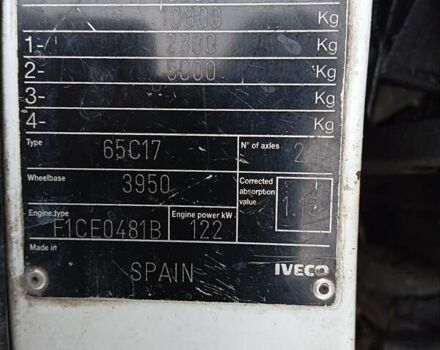 10000 Kg
1- 2300 Kg
2- 5000 Kg
3- Kg
4- Kg
Type 65C17 N° of axles 2
Wheelbase 3950 Corrected absorption value
Engine type F1CE0481B Engine power kW 122
Made in SPAIN IVECO